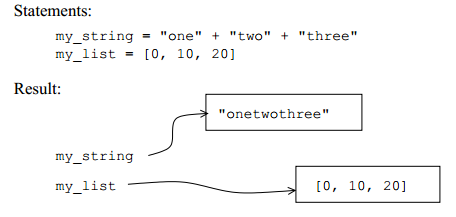 Statements:
my_string = "one" + "two" + "three"
my_list = [0, 10, 20]
Result:
"onetwothree"
my_string
my_list
[0, 10, 20]